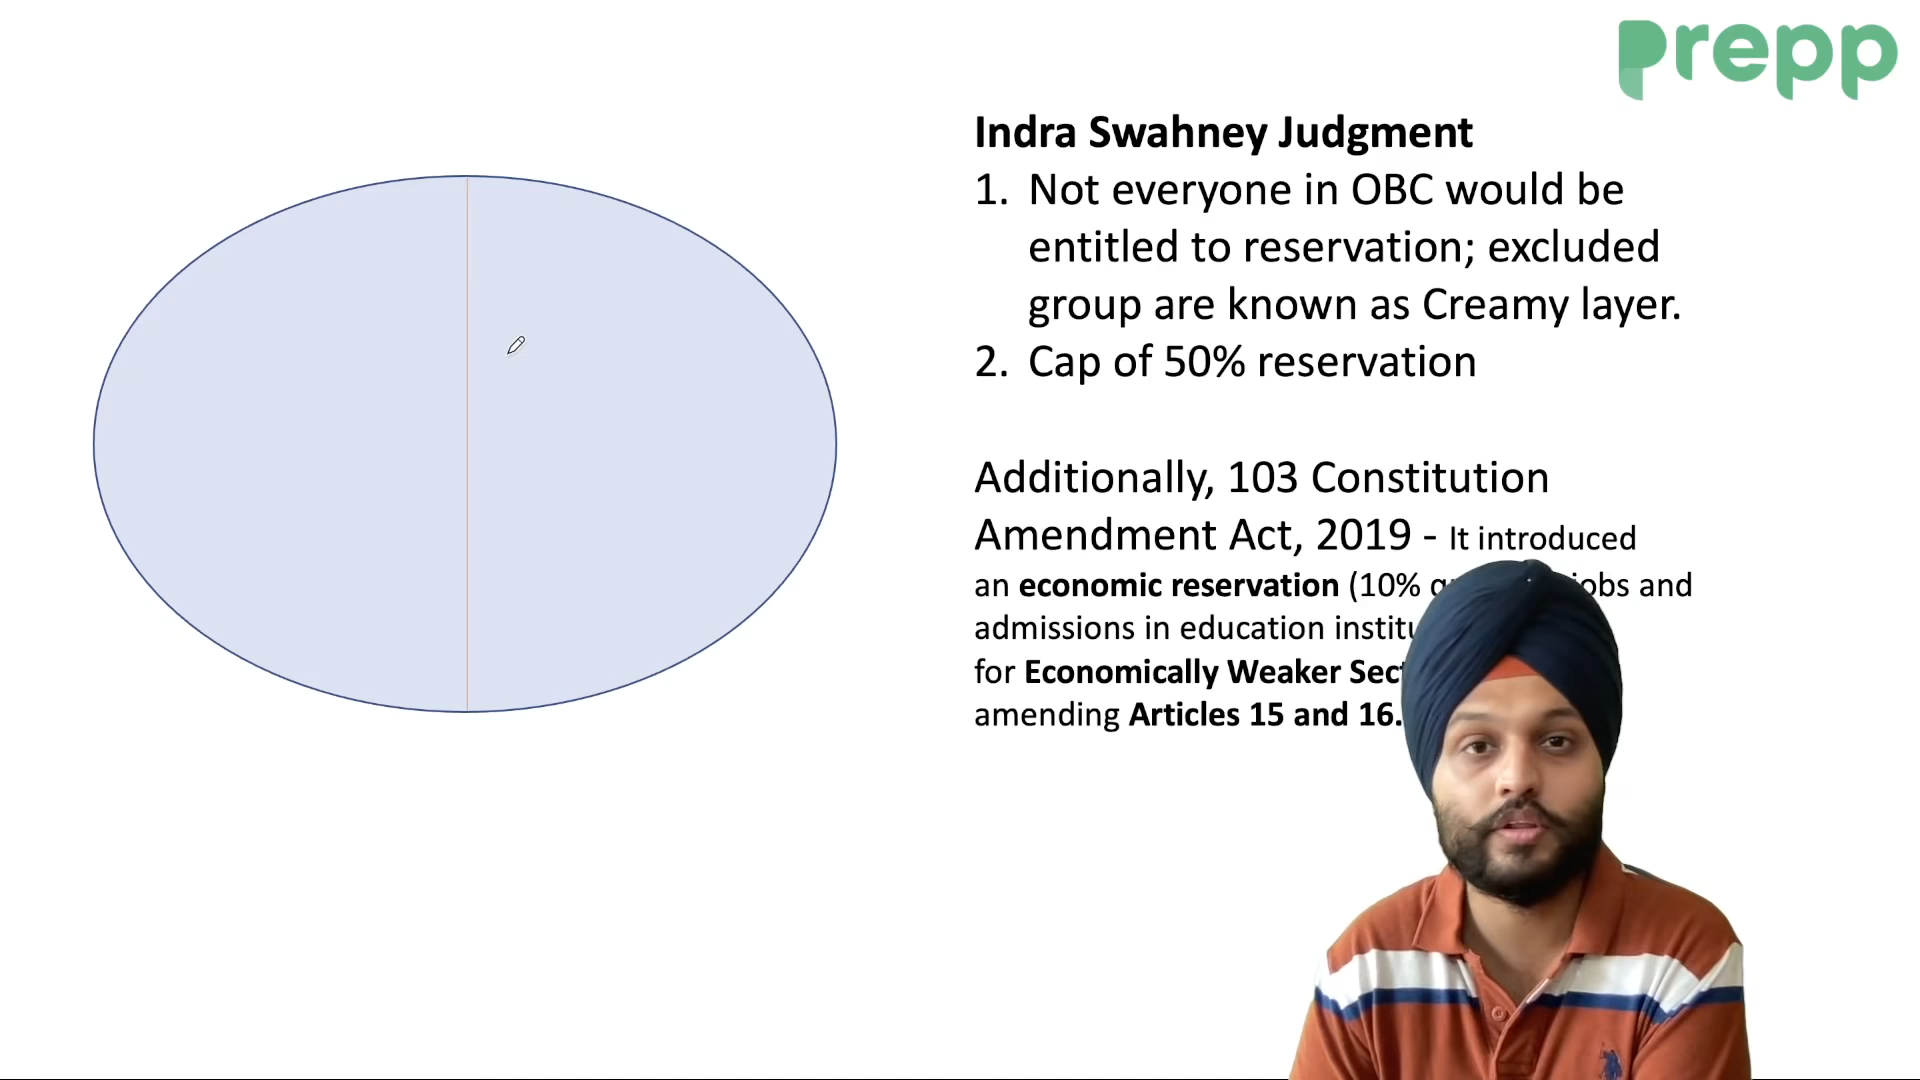 prepp
Indra Swahney Judgment
1. Not everyone in OBC would be
entitled to reservation; excluded
group are known as Creamy layer.
2. Cap of 50% reservation
Additionally, 103 Constitution
Amendment Act, 2019 - It introduced
an economic reservation (10% and
admissions in education
for Economically Weaker
amending Articles 15 and 16.